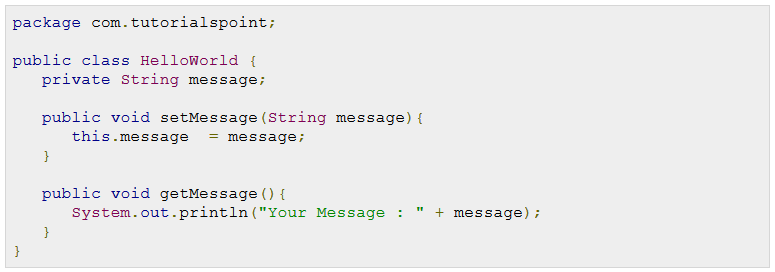 package com.tutorialspoint;
public class HelloWorld {
private String message;
public void setMessage(String message){
this.message  = message;
}
public void getMessage(){
System.out.println("Your Message : " + message);
}
}